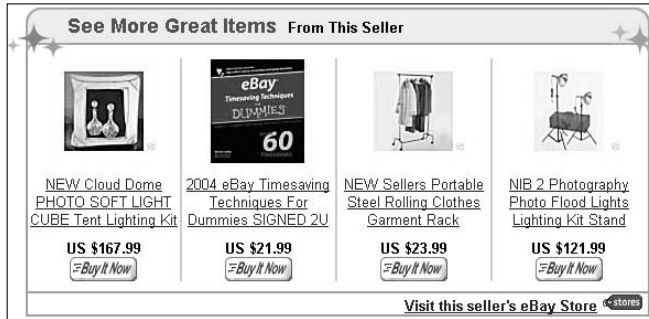 See More Great Items From This Seller
eBay
Timesaving Techniques
DUMMIES
60
NEW Cloud Dome
PHOTO SOFT LIGHT
CUBE Tent Lighting Kit
US $167.99
Buy It Now
2004 eBay Timesaving
Techniques For
Dummies SIGNED 2U
US $21.99
Buy It Now
NEW Sellers Portable
Steel Rolling Clothes
Garment Rack
US $23.99
Buy It Now
NIB 2 Photography
Photo Flood Lights
Lighting Kit Stand
US $121.99
Buy It Now
Visit this seller's eBay Store stores